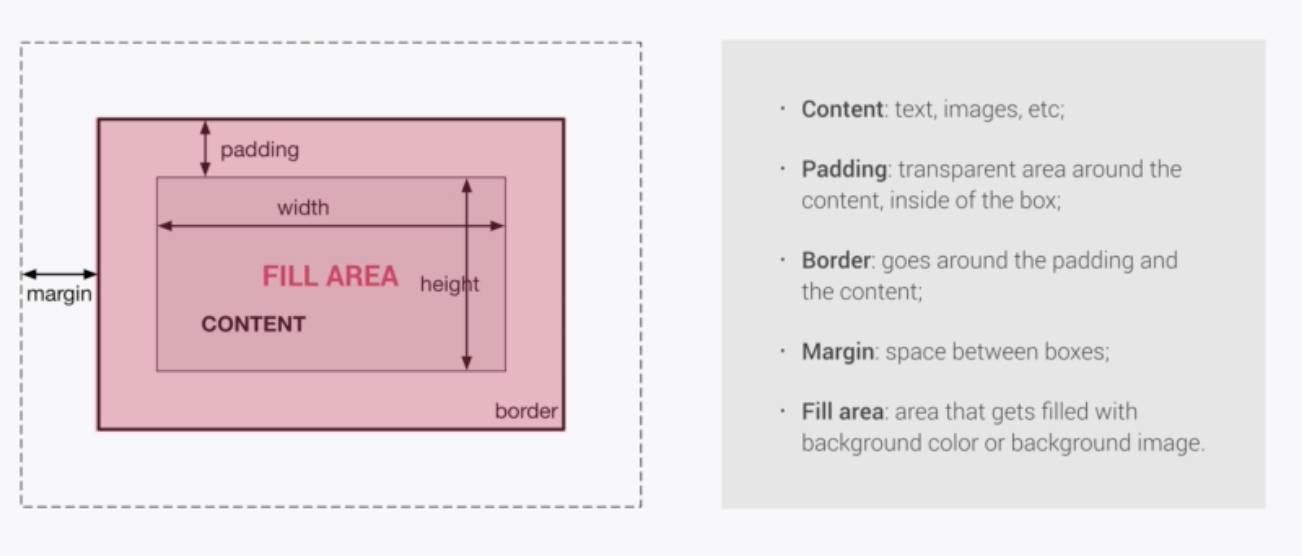 padding
width
FILL AREA
height
margin
CONTENT
border
· Content: text, images, etc;
· Padding: transparent area around the
content, inside of the box;
· Border: goes around the padding and
the content;
· Margin: space between boxes;
· Fill area: area that gets filled with
background color or background image.